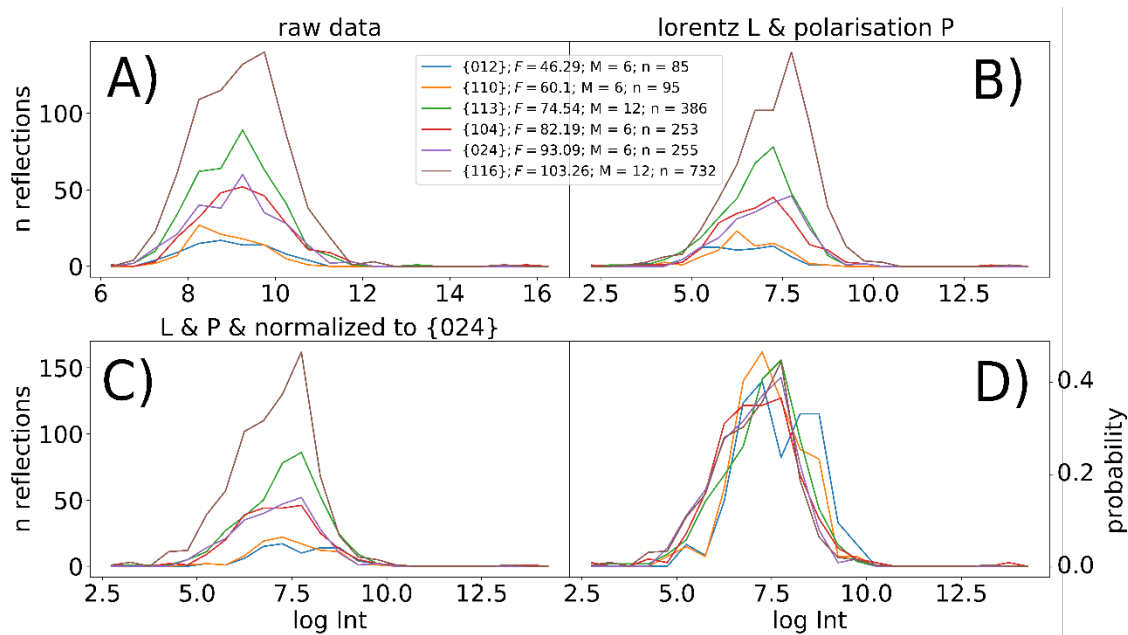 raw data
lorentz L & polarisation P
A)
B)
{012}; F = 46.29; M = 6; n = 85
{110}; F = 60.1; M = 6; n = 95
{113}; F = 74.54; M = 12; n = 386
{104}; F = 82.19; M = 6; n = 253
{024}; F = 93.09; M = 6; n = 255
{116}; F = 103.26; M = 12; n = 732
n reflections
100
50
0
6 8 10 12 14 16
2.5 5.0 7.5 10.0 12.5
L & P & normalized to {024}
C)
D)
n reflections
150
100
50
0
0.4
0.2
0.0
probability
2.5 5.0 7.5 10.0 12.5
2.5 5.0 7.5 10.0 12.5
log Int
log Int